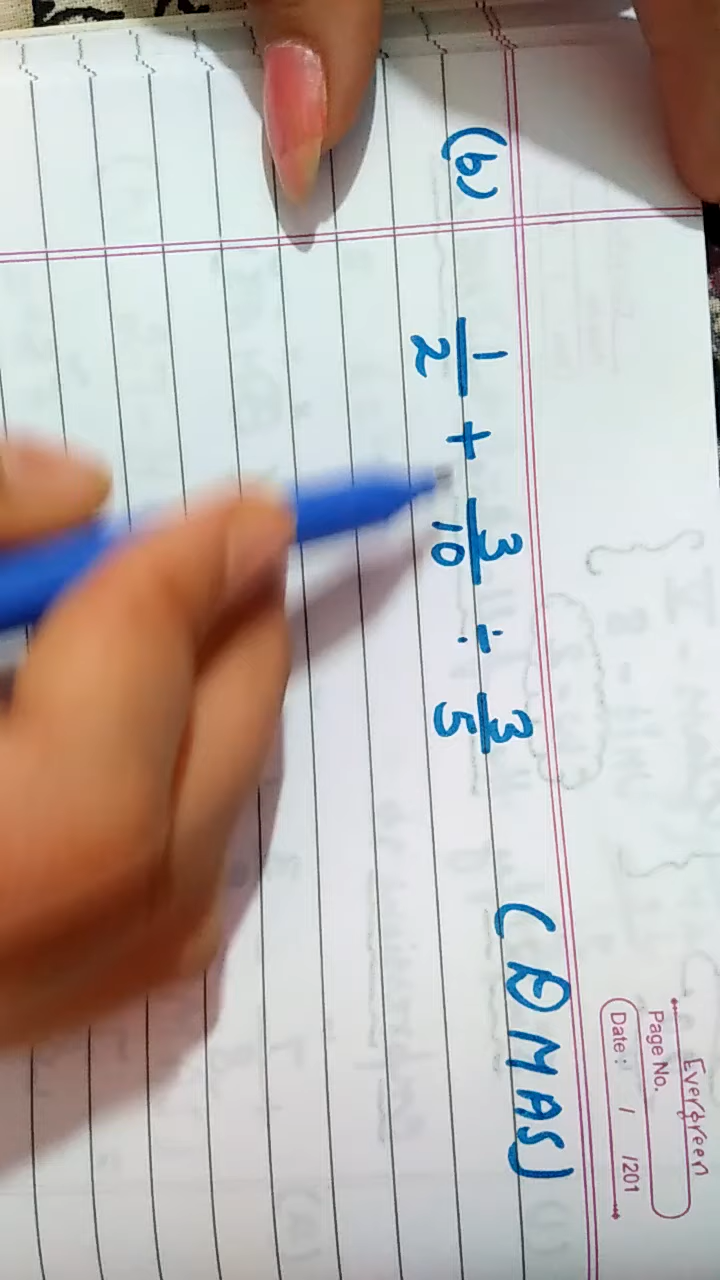 Evergreen
Page No.
Date : / /201
(b) 1/2 + 3/10 ÷ 3/5 (DMAS)